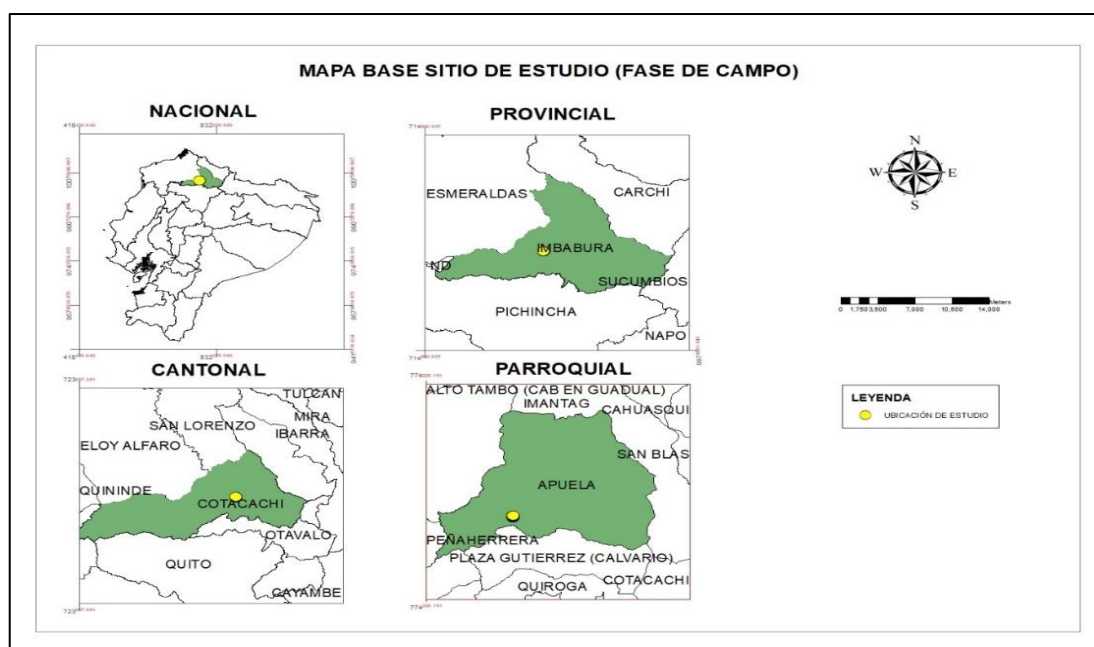 MAPA BASE SITIO DE ESTUDIO (FASE DE CAMPO)
NACIONAL
PROVINCIAL
ESMERALDAS
CARCHI
IMBABURA
ND
SUCUMBIOS
PICHINCHA
NAPO
N
W E
S
Meters
0 1,750 3,500 7,000 10,500 14,000
CANTONAL
TULCAN
MIRA
SAN LORENZO
IBARRA
ELOY ALFARO
QUININDE
COTACACHI
OTAVALO
QUITO
CAYAMBE
PARROQUIAL
ALTO TAMBO (CAB EN GUADUAL)
IMANTAG
CAHUASQUI
SAN BLAS
APUELA
PEÑAHERRERA
PLAZA GUTIERREZ (CALVARIO)
COTACACHI
QUIROGA
LEYENDA
UBICACIÓN DE ESTUDIO